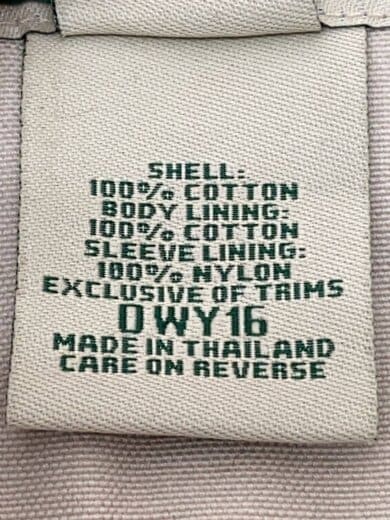 SHELL:
100% COTTON
BODY LINING:
100% COTTON
SLEEVE LINING:
100% NYLON
EXCLUSIVE OF TRIMS
DWY16
MADE IN THAILAND
CARE ON REVERSE